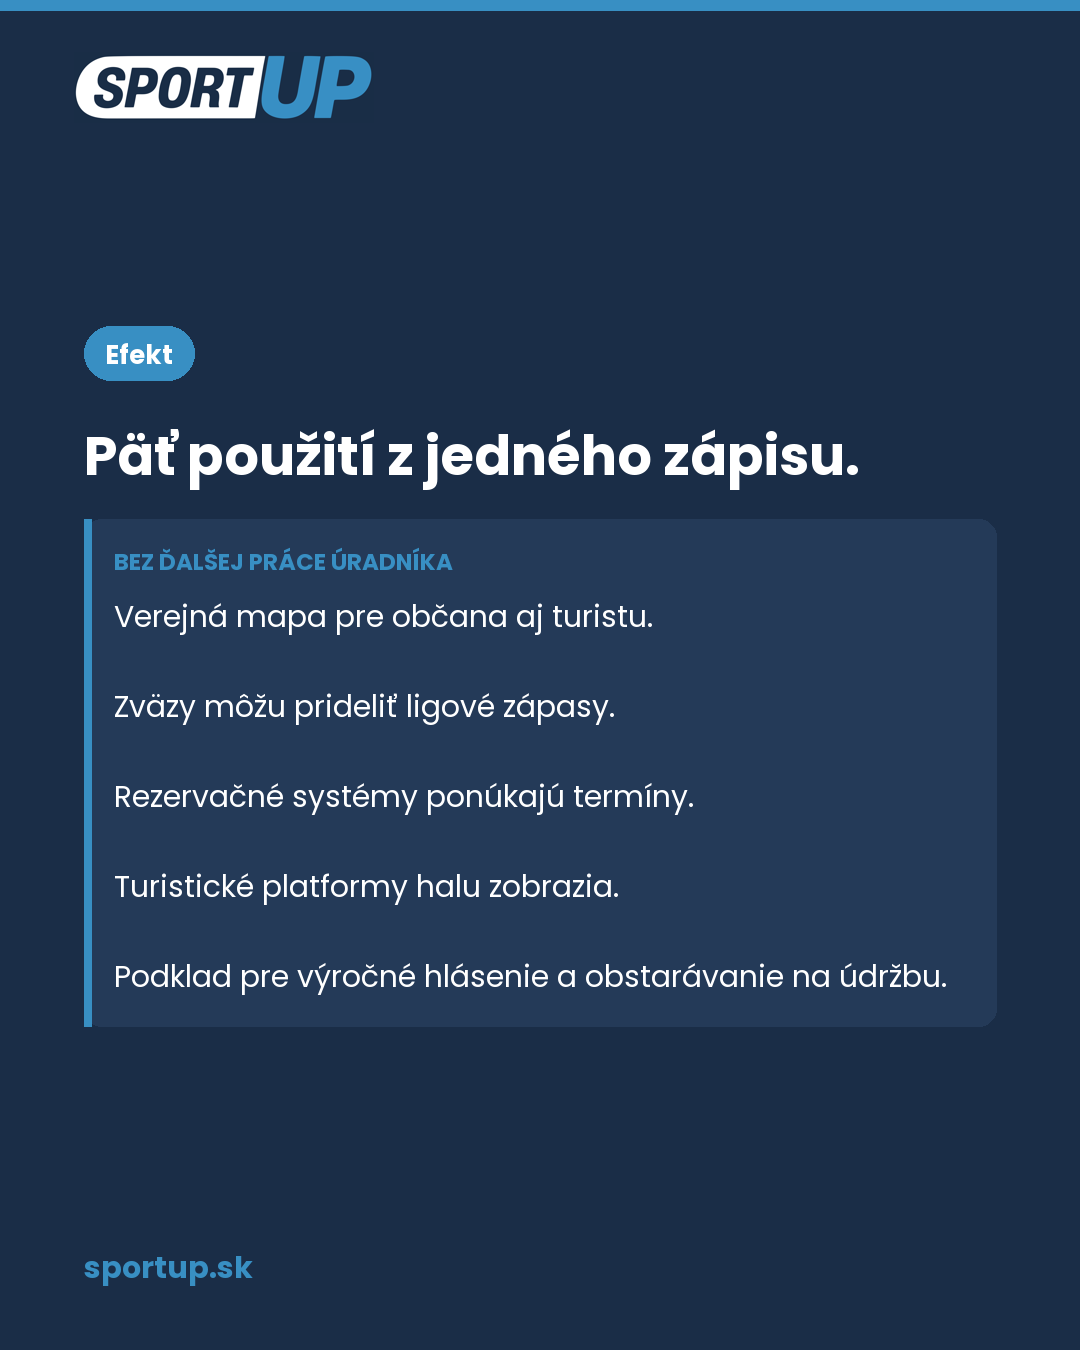 SPORTUP
Efekt
Päť použití z jedného zápisu.
BEZ ĎALŠEJ PRÁCE ÚRADNÍKA
Verejná mapa pre občana aj turistu.
Zväzy môžu prideliť ligové zápasy.
Rezervačné systémy ponúkajú termíny.
Turistické platformy halu zobrazia.
Podklad pre výročné hlásenie a obstarávanie na údržbu.
sportup.sk